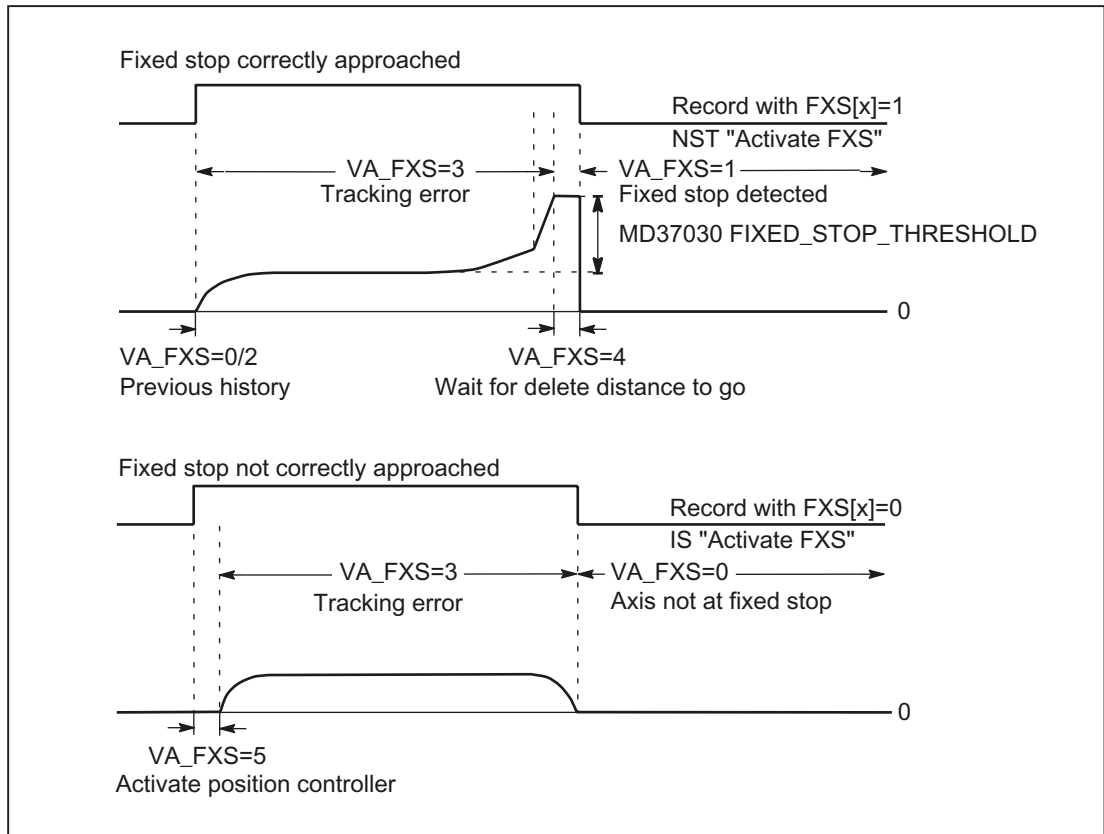 Fixed stop correctly approached
Record with FXS[x]=1
NST "Activate FXS"
VA_FXS=3
VA_FXS=1
Tracking error
Fixed stop detected
MD37030 FIXED_STOP_THRESHOLD
0
VA_FXS=0/2
VA_FXS=4
Previous history
Wait for delete distance to go
Fixed stop not correctly approached
Record with FXS[x]=0
IS "Activate FXS"
VA_FXS=3
VA_FXS=0
Tracking error
Axis not at fixed stop
0
VA_FXS=5
Activate position controller